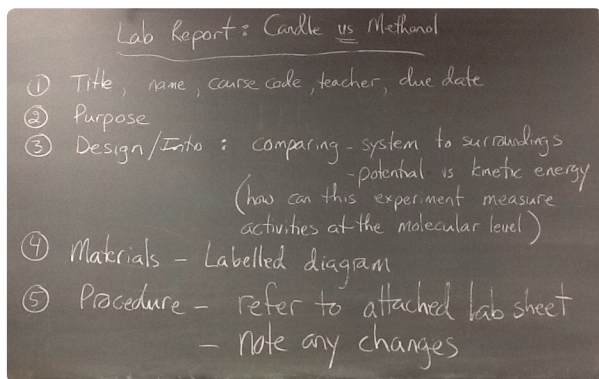 Lab Report: Candle vs Methanol
① Title, name, course code, teacher, due date
② Purpose
③ Design/Intro : comparing - system to surroundings
- potential vs kinetic energy
(how can this experiment measure
activities at the molecular level)
④ Materials - Labelled diagram
⑤ Procedure - refer to attached lab sheet
- note any changes